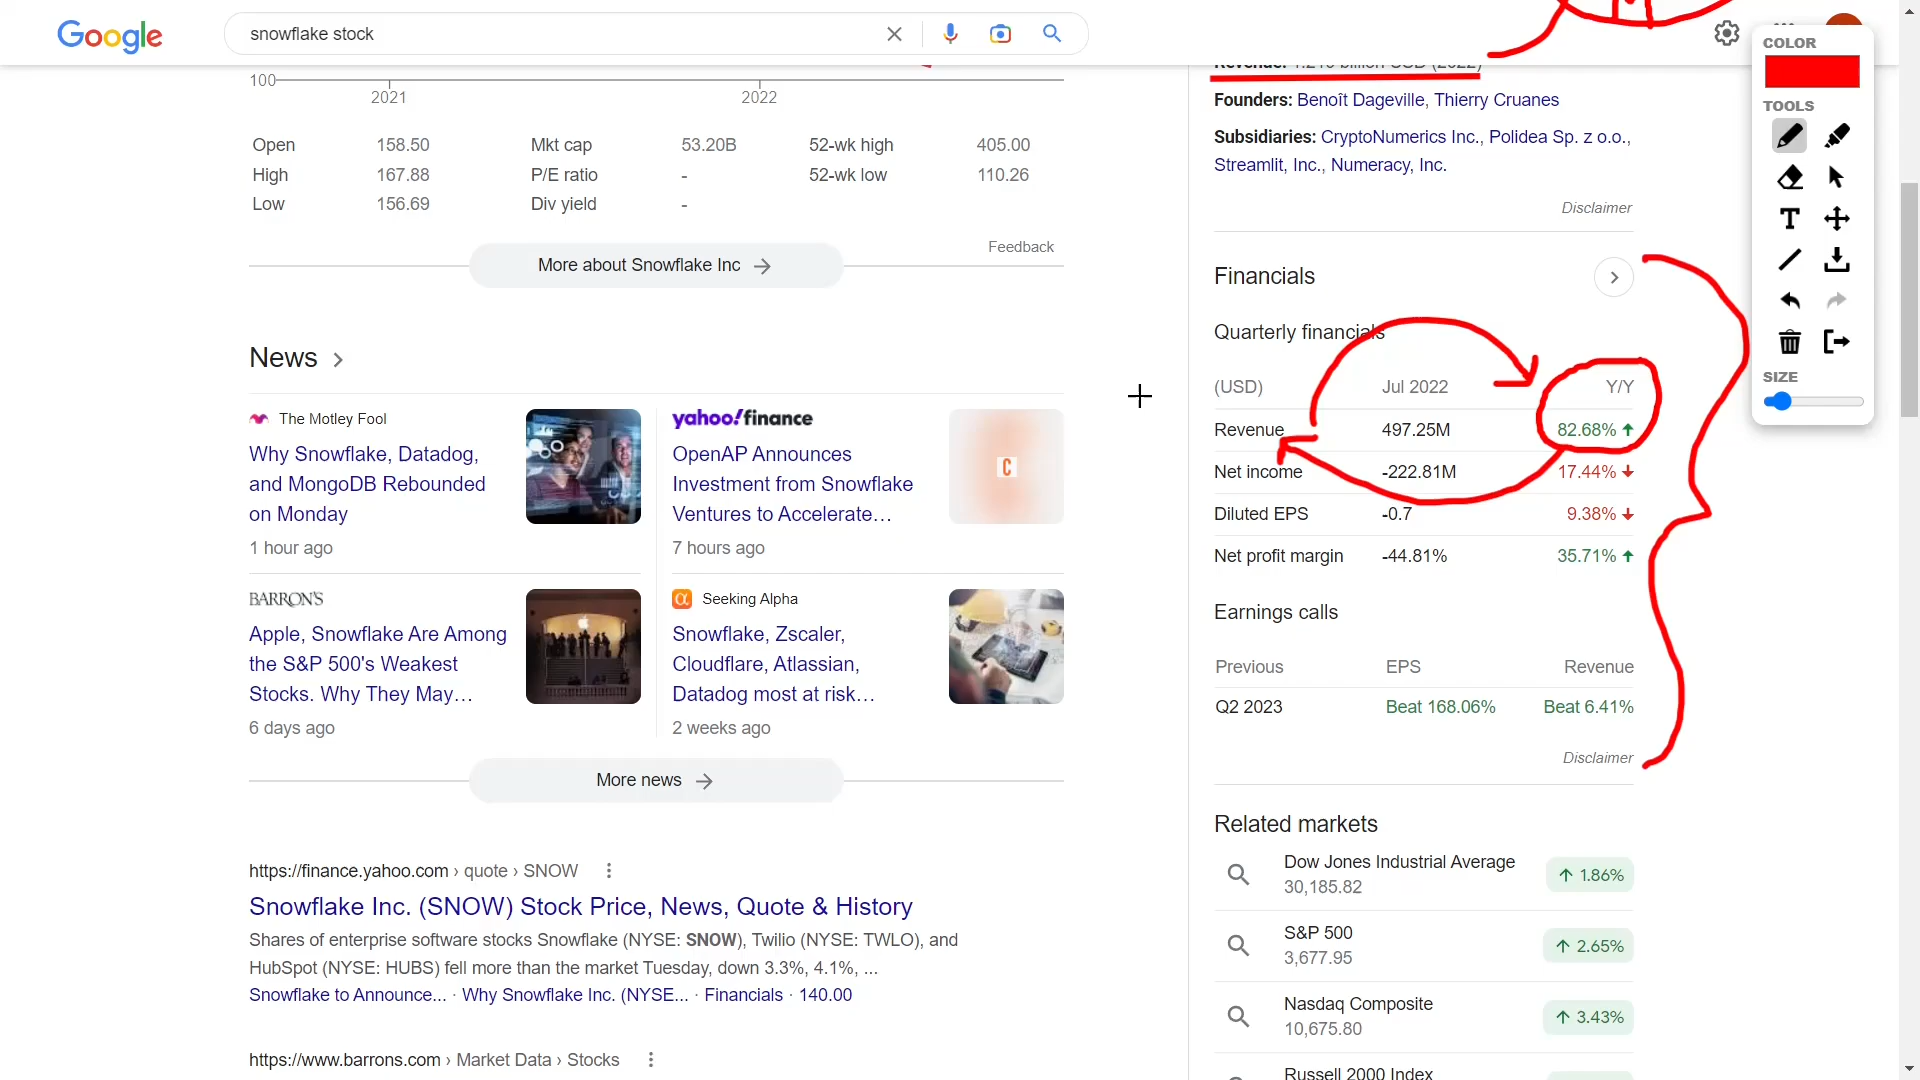 Google
snowflake stock
100
2021
2022
Open 158.50 Mkt cap 53.20B 52-wk high 405.00
High 167.88 P/E ratio - 52-wk low 110.26
Low 156.69 Div yield -
Feedback
More about Snowflake Inc
News
The Motley Fool
Why Snowflake, Datadog,
and MongoDB Rebounded
on Monday
1 hour ago
yahoo!finance
OpenAP Announces
Investment from Snowflake
Ventures to Accelerate…
7 hours ago
C
BARRON'S
Apple, Snowflake Are Among
the S&P 500's Weakest
Stocks. Why They May…
6 days ago
Seeking Alpha
Snowflake, Zscaler,
Cloudflare, Atlassian,
Datadog most at risk…
2 weeks ago
More news
https://finance.yahoo.com › quote › SNOW
Snowflake Inc. (SNOW) Stock Price, News, Quote & History
Shares of enterprise software stocks Snowflake (NYSE: SNOW), Twilio (NYSE: TWLO), and
HubSpot (NYSE: HUBS) fell more than the market Tuesday, down 3.3%, 4.1%, ...
Snowflake to Announce... · Why Snowflake Inc. (NYSE... · Financials · 140.00
https://www.barrons.com › Market Data › Stocks
Revenue: 1.219 billion USD (2022)
Founders: Benoît Dageville, Thierry Cruanes
Subsidiaries: CryptoNumerics Inc., Polidea Sp. z o.o.,
Streamlit, Inc., Numeracy, Inc.
Disclaimer
Financials
Quarterly financials
(USD) Jul 2022 Y/Y
Revenue 497.25M 82.68%
Net income -222.81M 17.44%
Diluted EPS -0.7 9.38%
Net profit margin -44.81% 35.71%
Earnings calls
Previous EPS Revenue
Q2 2023 Beat 168.06% Beat 6.41%
Disclaimer
Related markets
Dow Jones Industrial Average
30,185.82
1.86%
S&P 500
3,677.95
2.65%
Nasdaq Composite
10,675.80
3.43%
Russell 2000 Index
COLOR
TOOLS
T
SIZE